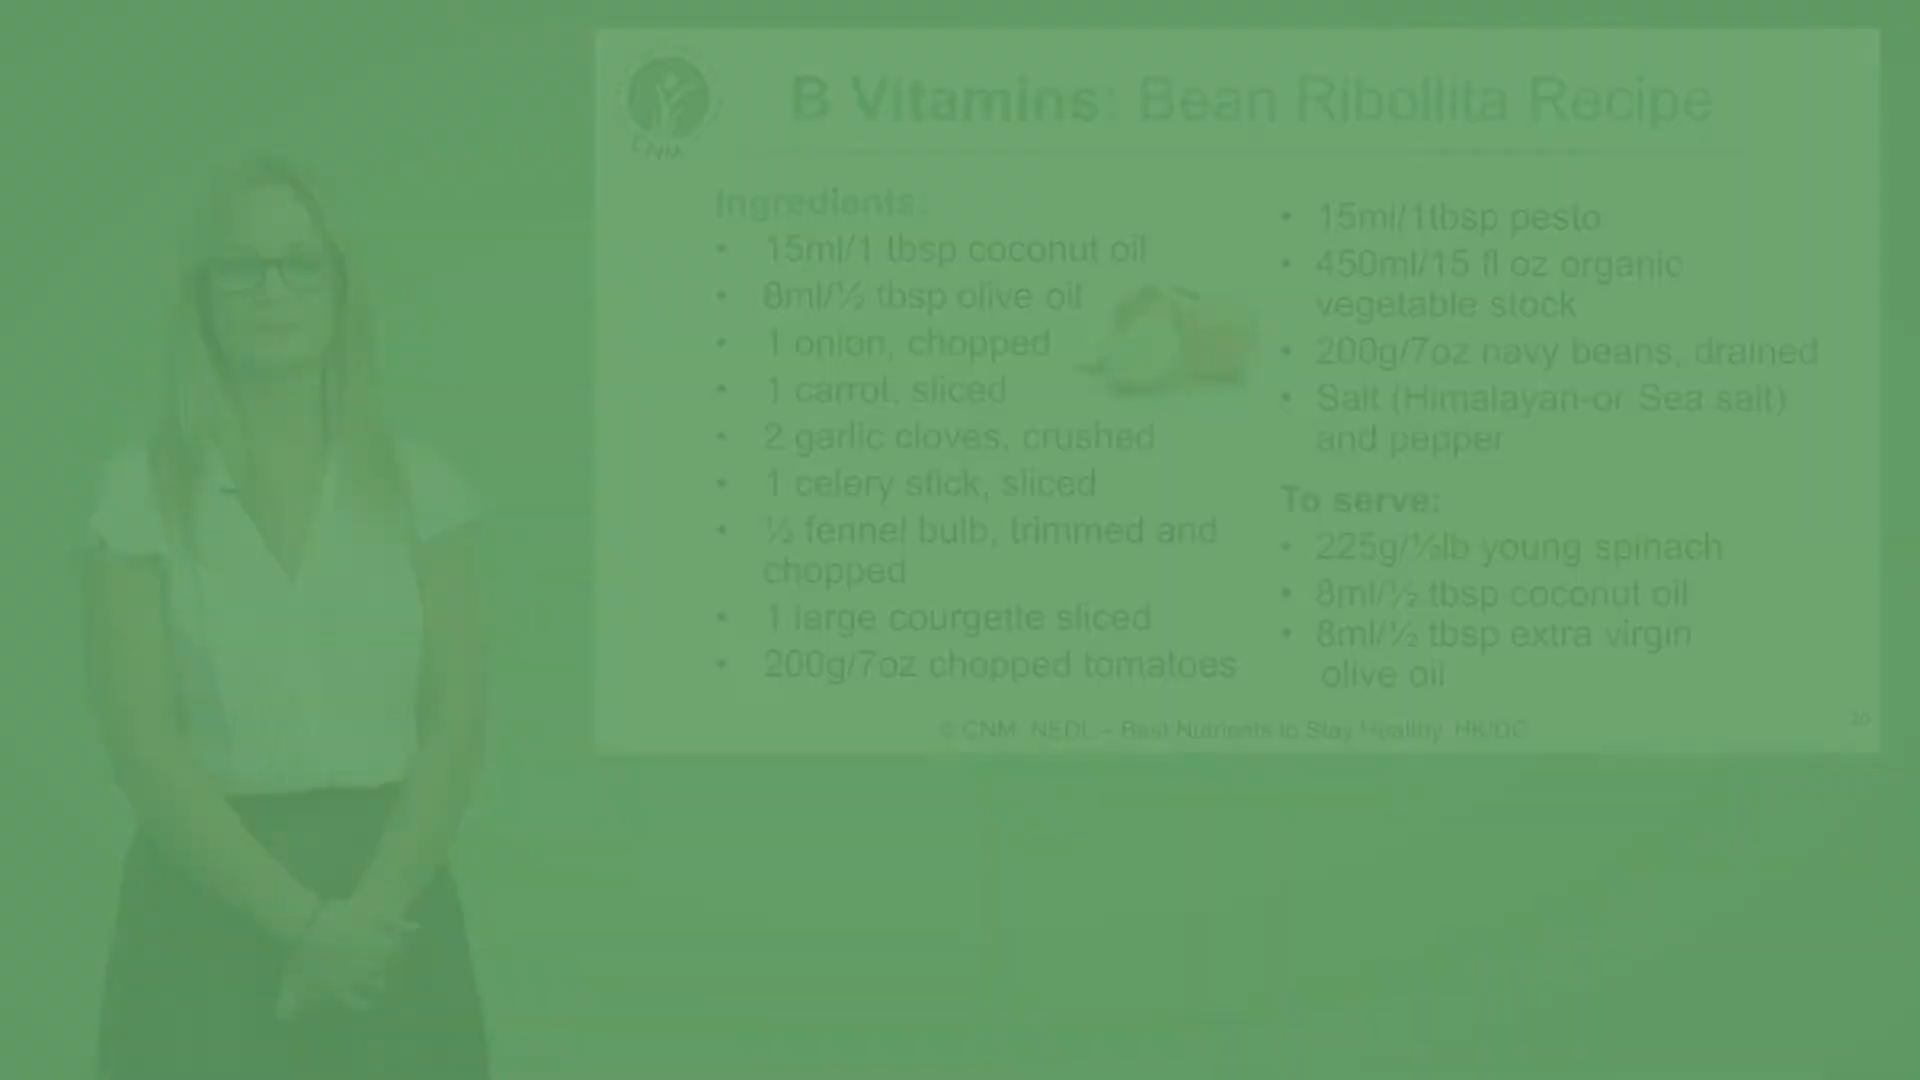 B Vitamins: Bean Ribollita Recipe
CNM
Ingredients:
• 15ml/1 tbsp coconut oil
• 8ml/½ tbsp olive oil
• 1 onion, chopped
• 1 carrot, sliced
• 2 garlic cloves, crushed
• 1 celery stick, sliced
• ½ fennel bulb, trimmed and
chopped
• 1 large courgette sliced
• 200g/7oz chopped tomatoes
• 15ml/1tbsp pesto
• 450ml/15 fl oz organic
vegetable stock
• 200g/7oz navy beans, drained
• Salt (Himalayan-or Sea salt)
and pepper
To serve:
• 225g/½lb young spinach
• 8ml/½ tbsp coconut oil
• 8ml/½ tbsp extra virgin
olive oil
© CNM: NEDL – Best Nutrients to Stay Healthy. HK/DC
20